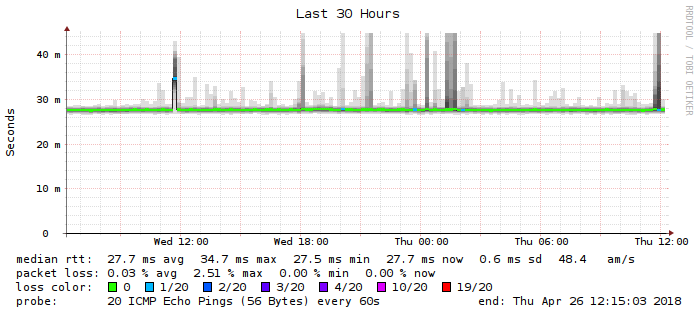 Last 30 Hours
RRDTOOL / TOBI OETIKER
Seconds
40 m
30 m
20 m
10 m
0
Wed 12:00 Wed 18:00 Thu 00:00 Thu 06:00 Thu 12:00
median rtt: 27.7 ms avg 34.7 ms max 27.5 ms min 27.7 ms now 0.6 ms sd 48.4 am/s
packet loss: 0.03 % avg 2.51 % max 0.00 % min 0.00 % now
loss color: 0 1/20 2/20 3/20 4/20 10/20 19/20
probe: 20 ICMP Echo Pings (56 Bytes) every 60s end: Thu Apr 26 12:15:03 2018